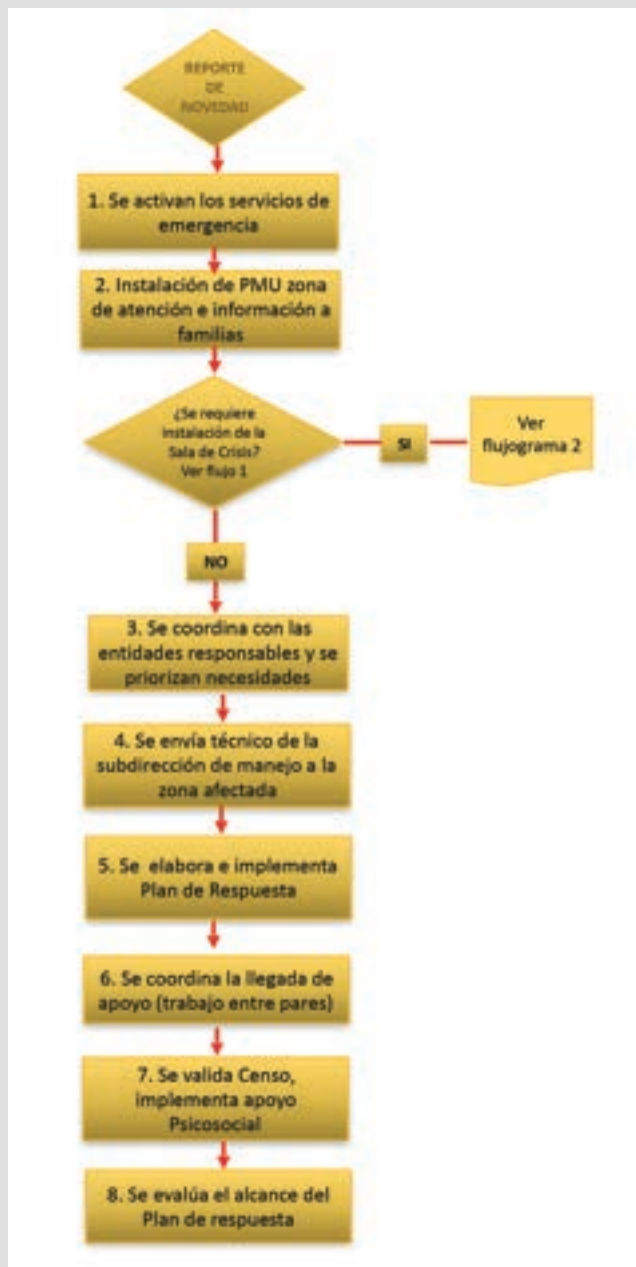 REPORTE
DE
NOVEDAD
1. Se activan los servicios de
emergencia
2. Instalación de PMU zona
de atención e información a
familias
¿Se requiere
instalación de la
Sala de Crisis?
Ver flujo 1
SI
Ver
flujograma 2
NO
3. Se coordina con las
entidades responsables y se
priorizan necesidades
4. Se envía técnico de la
subdirección de manejo a la
zona afectada
5. Se elabora e implementa
Plan de Respuesta
6. Se coordina la llegada de
apoyo (trabajo entre pares)
7. Se valida Censo,
implementa apoyo
Psicosocial
8. Se evalúa el alcance del
Plan de respuesta